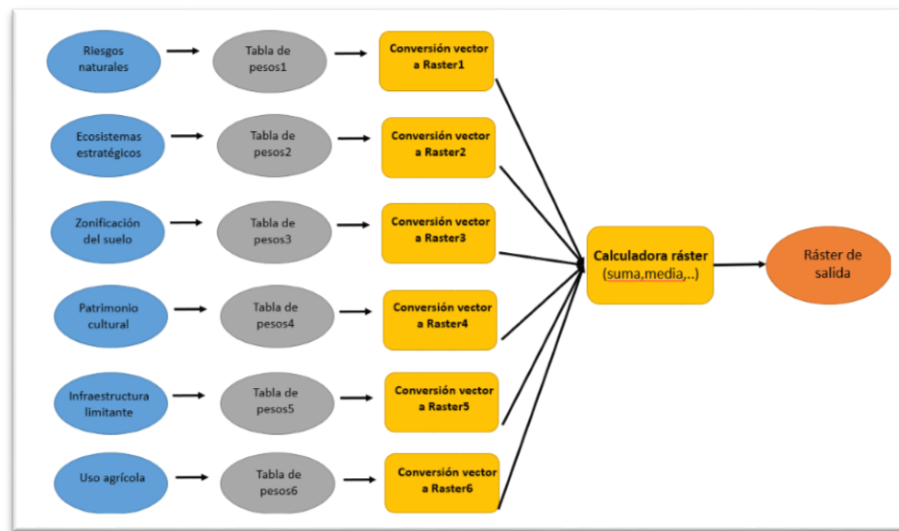 Riesgos
naturales
Tabla de
pesos1
Conversión vector
a Raster1
Ecosistemas
estratégicos
Tabla de
pesos2
Conversión vector
a Raster2
Zonificación
del suelo
Tabla de
pesos3
Conversión vector
a Raster3
Calculadora ráster
(suma,media,..)
Ráster de
salida
Patrimonio
cultural
Tabla de
pesos4
Conversión vector
a Raster4
Infraestructura
limitante
Tabla de
pesos5
Conversión vector
a Raster5
Uso agrícola
Tabla de
pesos6
Conversión vector
a Raster6